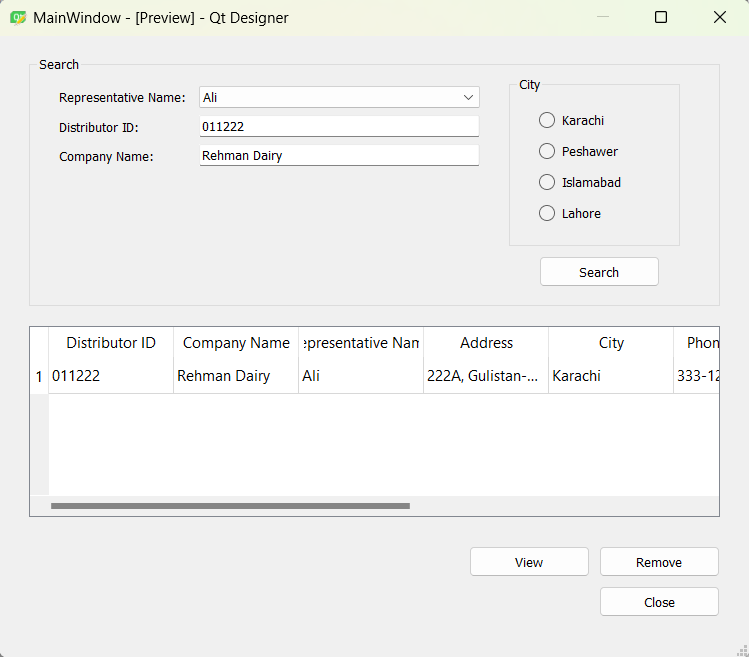 MainWindow - [Preview] - Qt Designer
Search
Representative Name: Ali
Distributor ID: 011222
Company Name: Rehman Dairy
City
Karachi
Peshawer
Islamabad
Lahore
Search
Distributor ID Company Name epresentative Nam Address City Phon
1 011222 Rehman Dairy Ali 222A, Gulistan-... Karachi 333-12
View Remove
Close